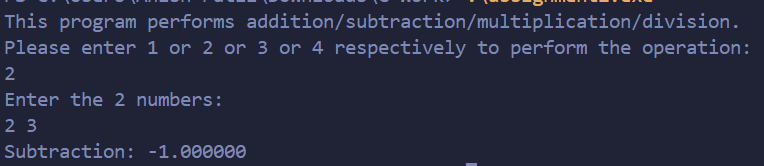 This program performs addition/subtraction/multiplication/division.
Please enter 1 or 2 or 3 or 4 respectively to perform the operation:
2
Enter the 2 numbers:
2 3
Subtraction: -1.000000